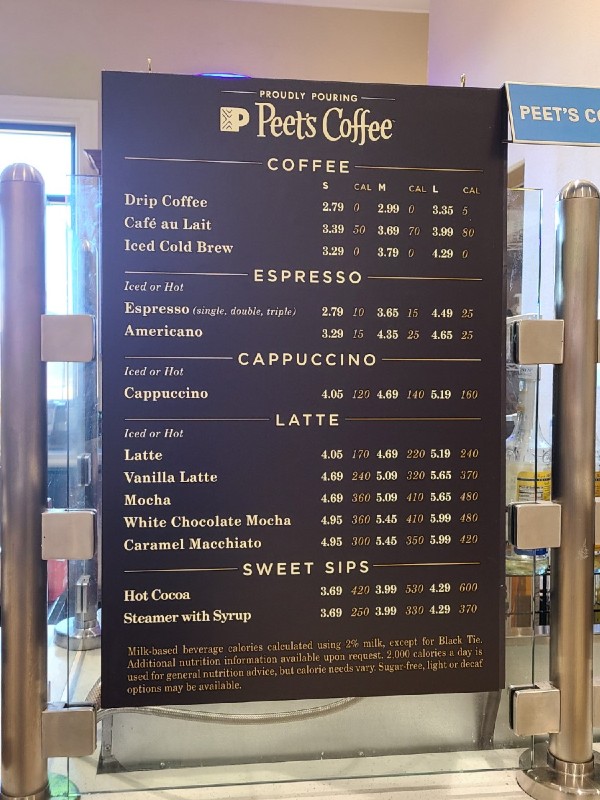 PROUDLY POURING
Peet's Coffee
PEET'S CO
COFFEE
S CAL M CAL L CAL
Drip Coffee 2.79 0 2.99 0 3.35 5
Café au Lait 3.39 50 3.69 70 3.99 80
Iced Cold Brew 3.29 0 3.79 0 4.29 0
ESPRESSO
Iced or Hot
Espresso (single, double, triple) 2.79 10 3.65 15 4.49 25
Americano 3.29 15 4.35 25 4.65 25
CAPPUCCINO
Iced or Hot
Cappuccino 4.05 120 4.69 140 5.19 160
LATTE
Iced or Hot
Latte 4.05 170 4.69 220 5.19 240
Vanilla Latte 4.69 240 5.09 320 5.65 370
Mocha 4.69 360 5.09 410 5.65 480
White Chocolate Mocha 4.95 360 5.45 410 5.99 480
Caramel Macchiato 4.95 300 5.45 350 5.99 420
SWEET SIPS
Hot Cocoa 3.69 420 3.99 530 4.29 600
Steamer with Syrup 3.69 250 3.99 330 4.29 370
Milk-based beverage calories calculated using 2% milk, except for Black Tie.
Additional nutrition information available upon request. 2,000 calories a day is
used for general nutrition advice, but calorie needs vary. Sugar-free, light or decaf
options may be available.